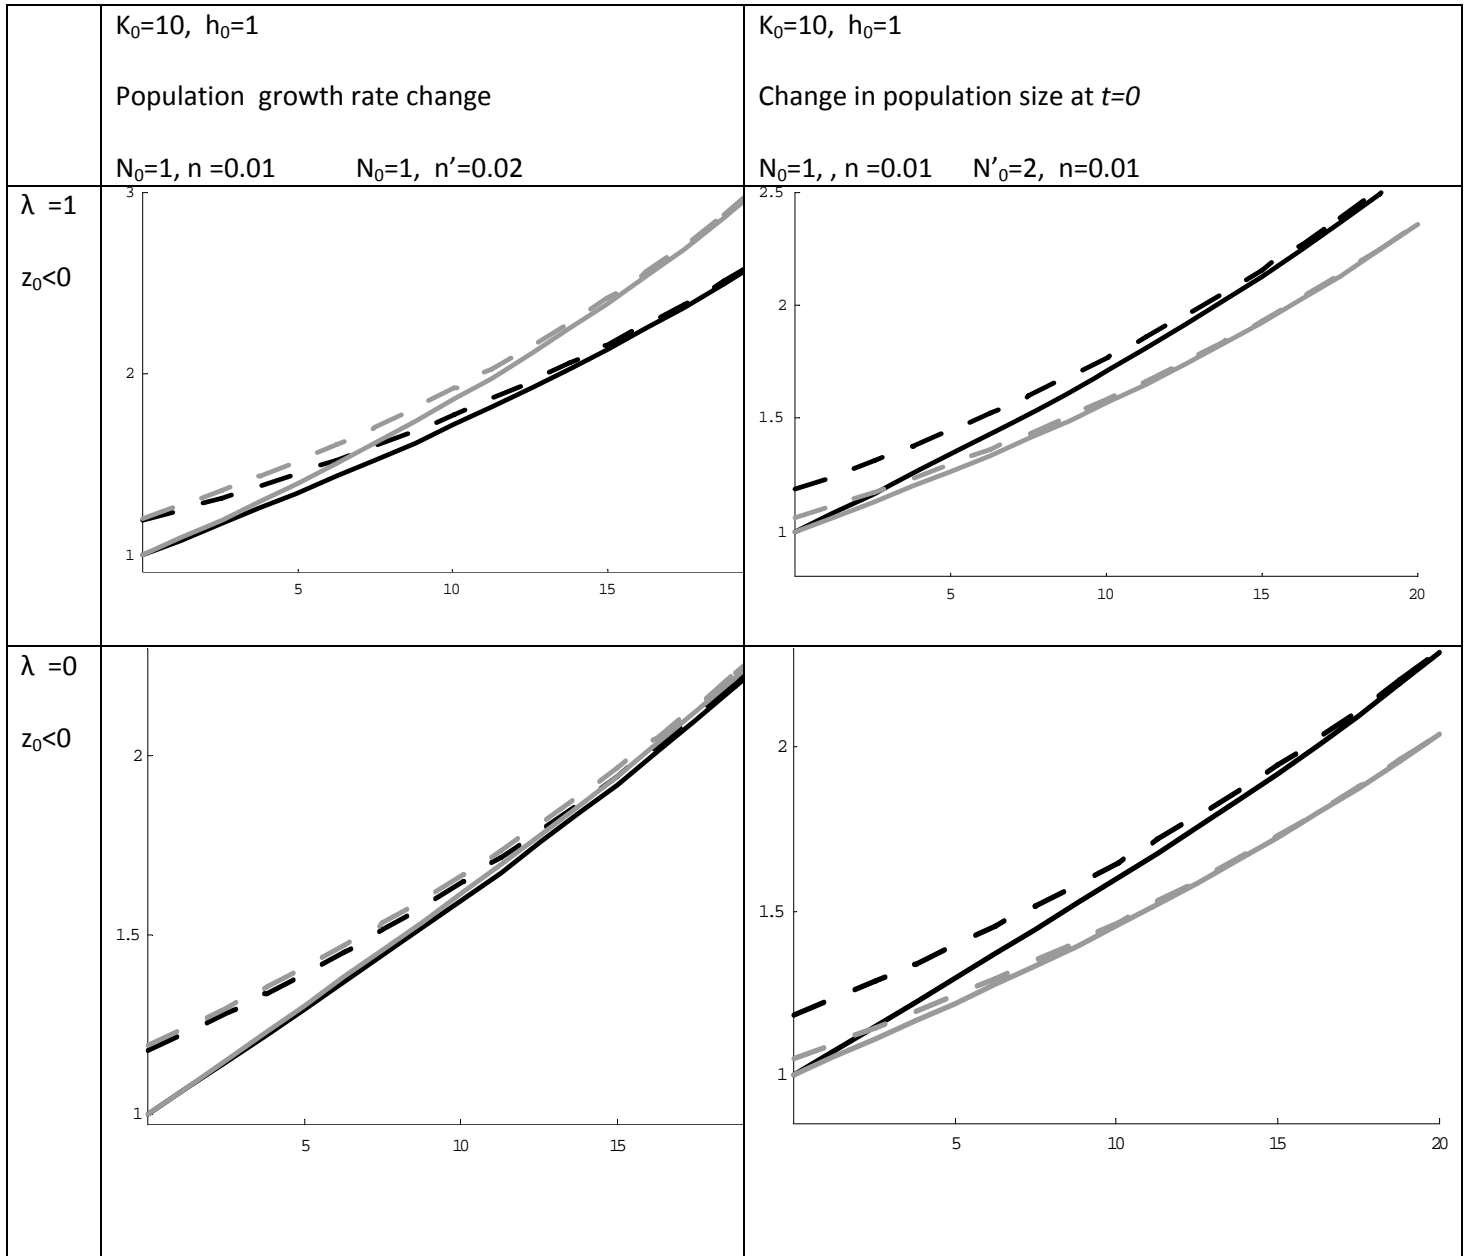 K₀=10, h₀=1
Population growth rate change
N₀=1, n =0.01 N₀=1, n’=0.02
K₀=10, h₀=1
Change in population size at t=0
N₀=1, , n =0.01 N’₀=2, n=0.01
λ =1
z₀<0
3
2
1
5 10 15
2.5
2
1.5
1
5 10 15 20
λ =0
z₀<0
2
1.5
1
5 10 15
2
1.5
1
5 10 15 20